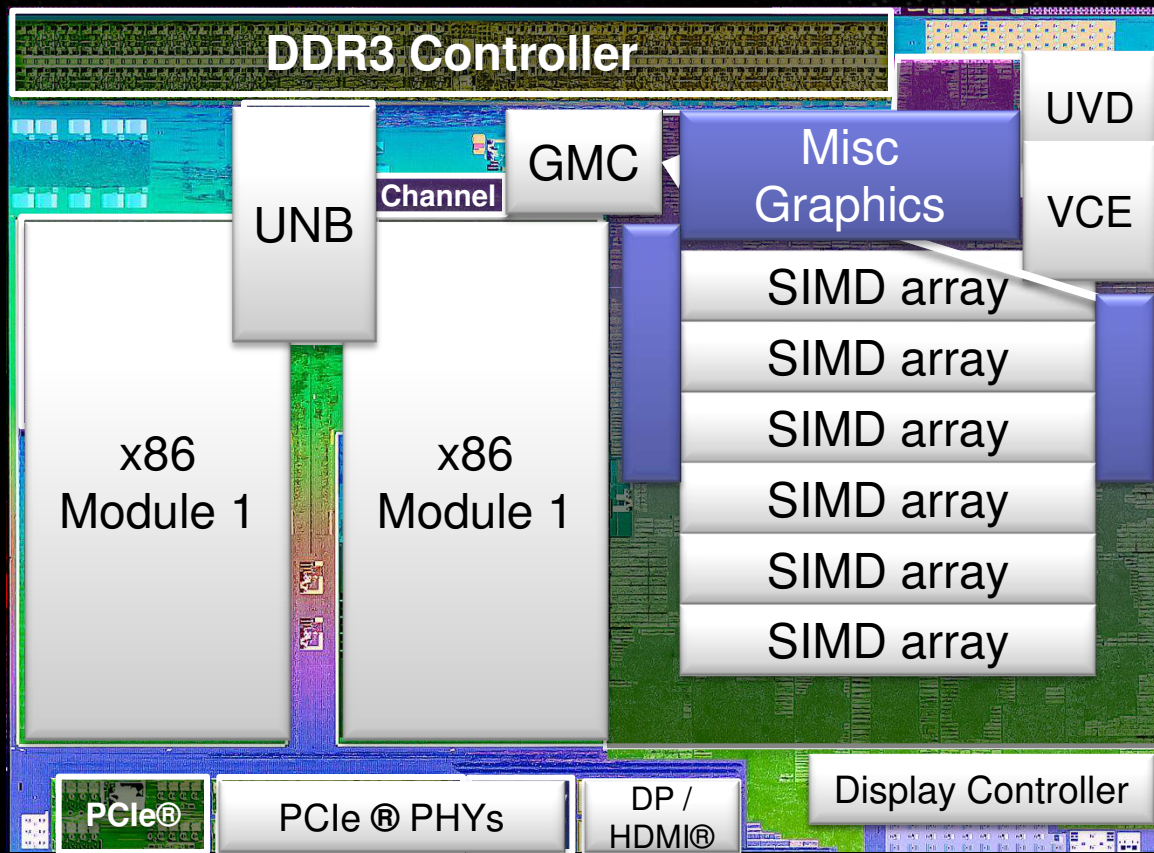 DDR3 Controller
UVD
GMC
Misc
Graphics
VCE
Channel
UNB
SIMD array
SIMD array
SIMD array
SIMD array
SIMD array
SIMD array
x86
Module 1
x86
Module 1
PCIe®
PCIe ® PHYs
DP /
HDMI®
Display Controller